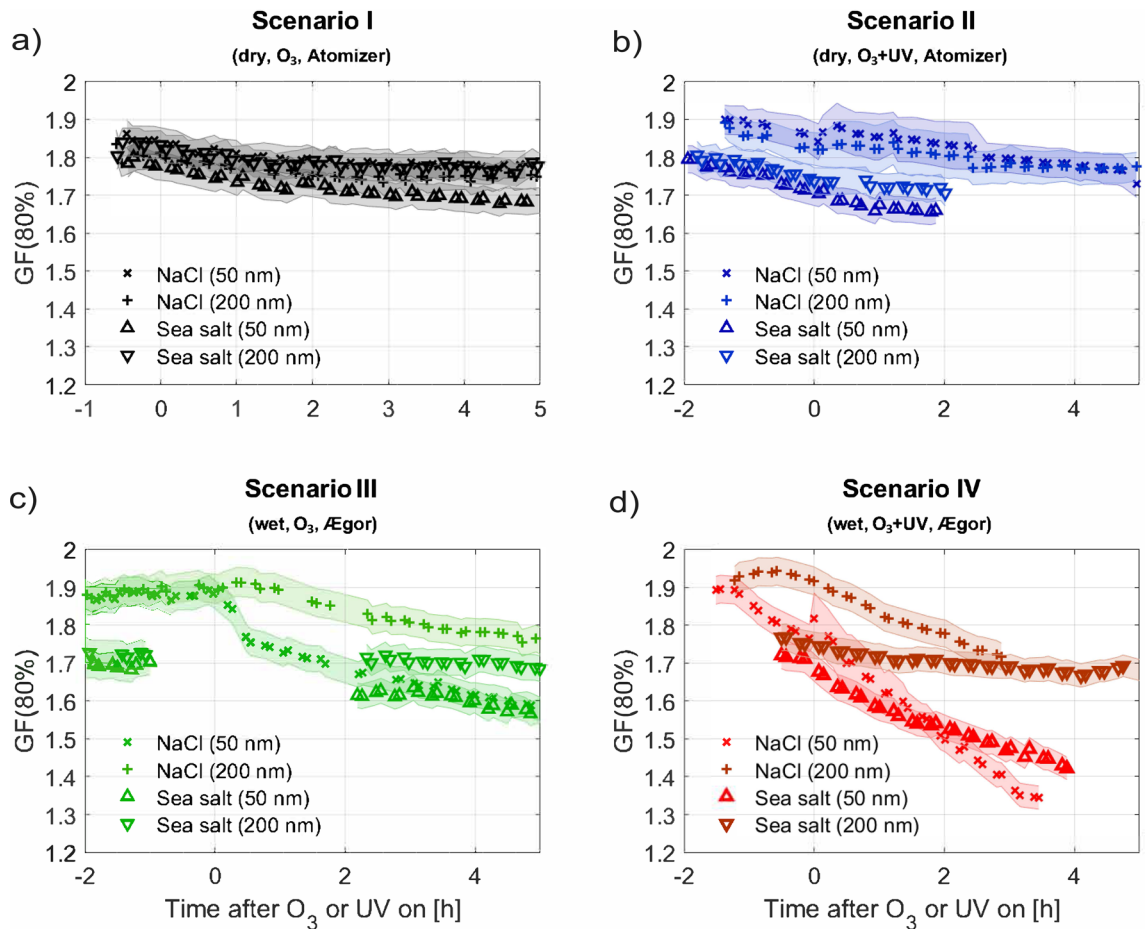 a)
Scenario I
(dry, O₃, Atomizer)
GF(80%)
2
1.9
1.8
1.7
1.6
1.5
1.4
1.3
1.2
NaCl (50 nm)
NaCl (200 nm)
Sea salt (50 nm)
Sea salt (200 nm)
-1 0 1 2 3 4 5
b)
Scenario II
(dry, O₃+UV, Atomizer)
GF(80%)
2
1.9
1.8
1.7
1.6
1.5
1.4
1.3
1.2
NaCl (50 nm)
NaCl (200 nm)
Sea salt (50 nm)
Sea salt (200 nm)
-2 0 2 4
c)
Scenario III
(wet, O₃, Ægor)
GF(80%)
2
1.9
1.8
1.7
1.6
1.5
1.4
1.3
1.2
NaCl (50 nm)
NaCl (200 nm)
Sea salt (50 nm)
Sea salt (200 nm)
-2 0 2 4
Time after O₃ or UV on [h]
d)
Scenario IV
(wet, O₃+UV, Ægor)
GF(80%)
2
1.9
1.8
1.7
1.6
1.5
1.4
1.3
1.2
NaCl (50 nm)
NaCl (200 nm)
Sea salt (50 nm)
Sea salt (200 nm)
-2 0 2 4
Time after O₃ or UV on [h]